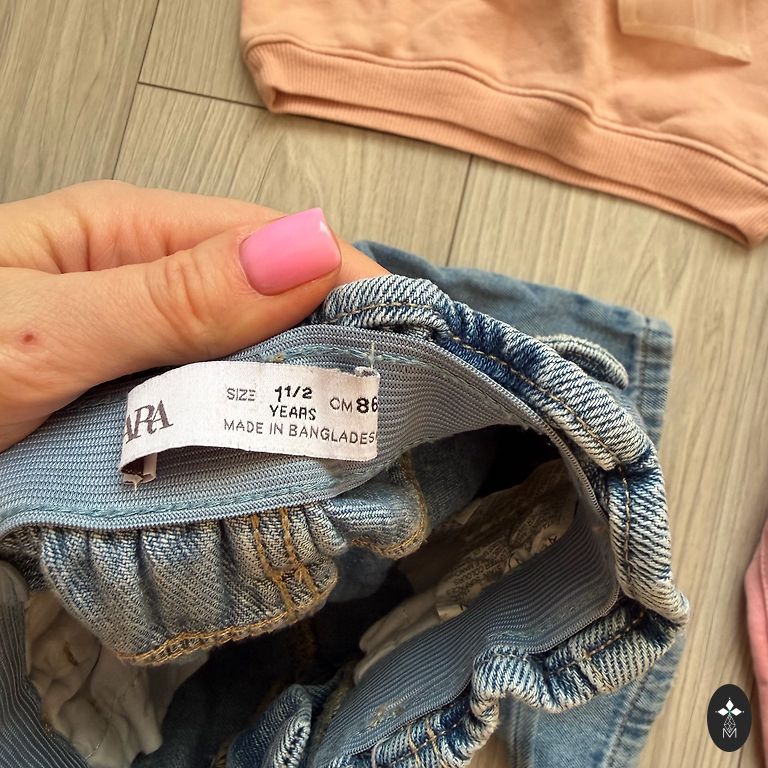 ARA
SIZE 1 1/2 YEARS CM 86
MADE IN BANGLADES